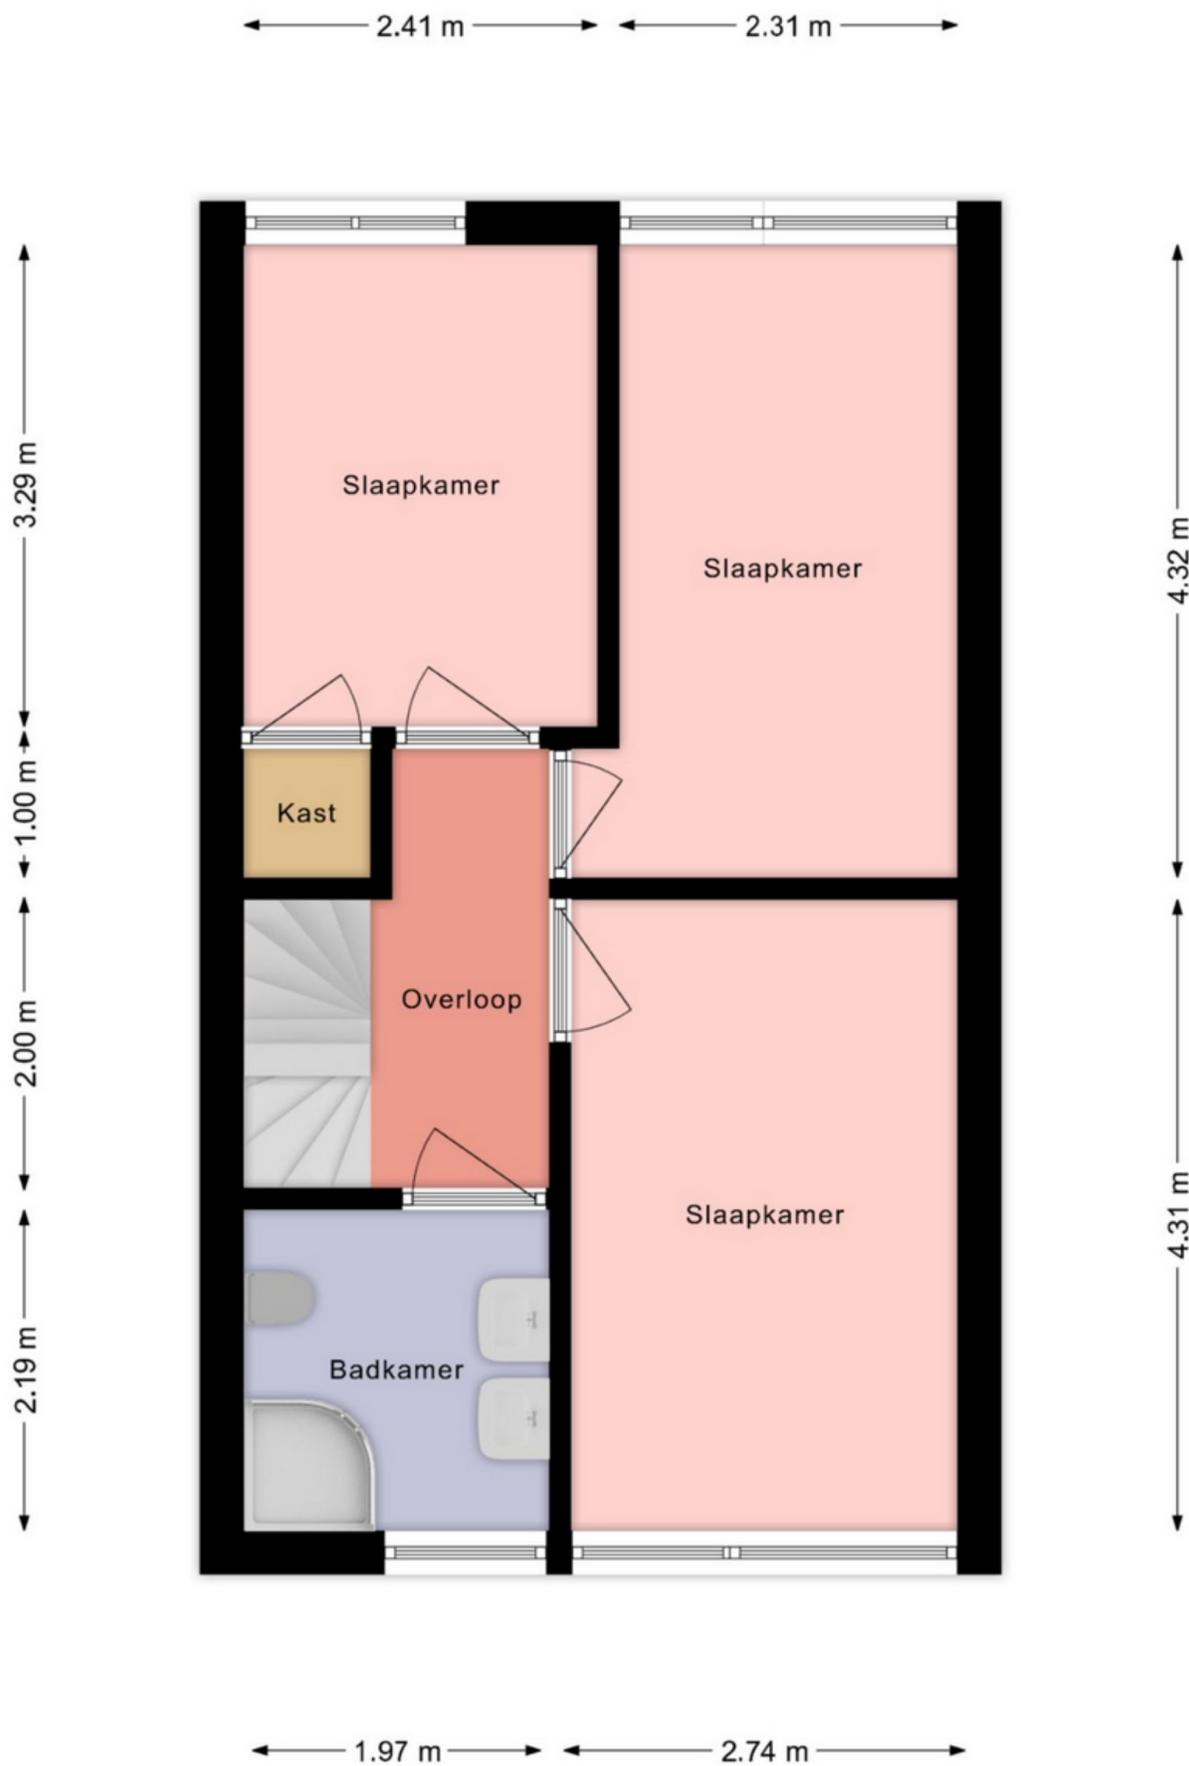 2.41 m
2.31 m
3.29 m
Slaapkamer
4.32 m
Slaapkamer
1.00 m
Kast
2.00 m
Overloop
4.31 m
Slaapkamer
2.19 m
Badkamer
1.97 m
2.74 m